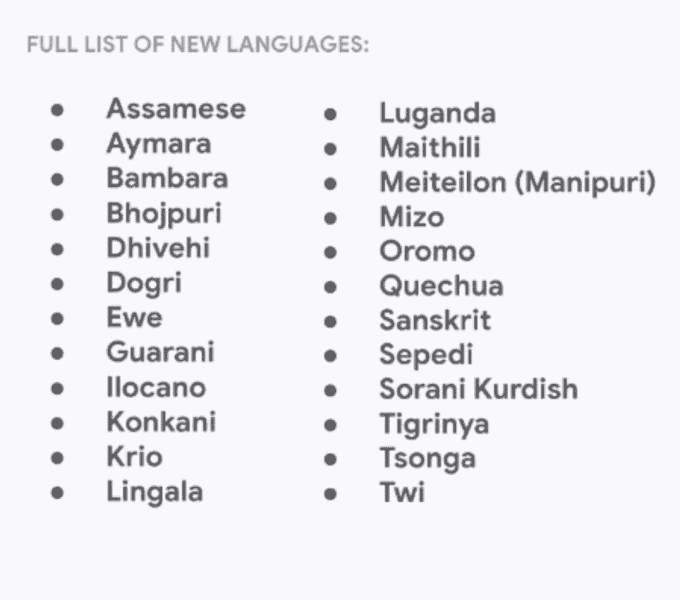 FULL LIST OF NEW LANGUAGES:
Assamese
Aymara
Bambara
Bhojpuri
Dhivehi
Dogri
Ewe
Guarani
Ilocano
Konkani
Krio
Lingala
Luganda
Maithili
Meiteilon (Manipuri)
Mizo
Oromo
Quechua
Sanskrit
Sepedi
Sorani Kurdish
Tigrinya
Tsonga
Twi